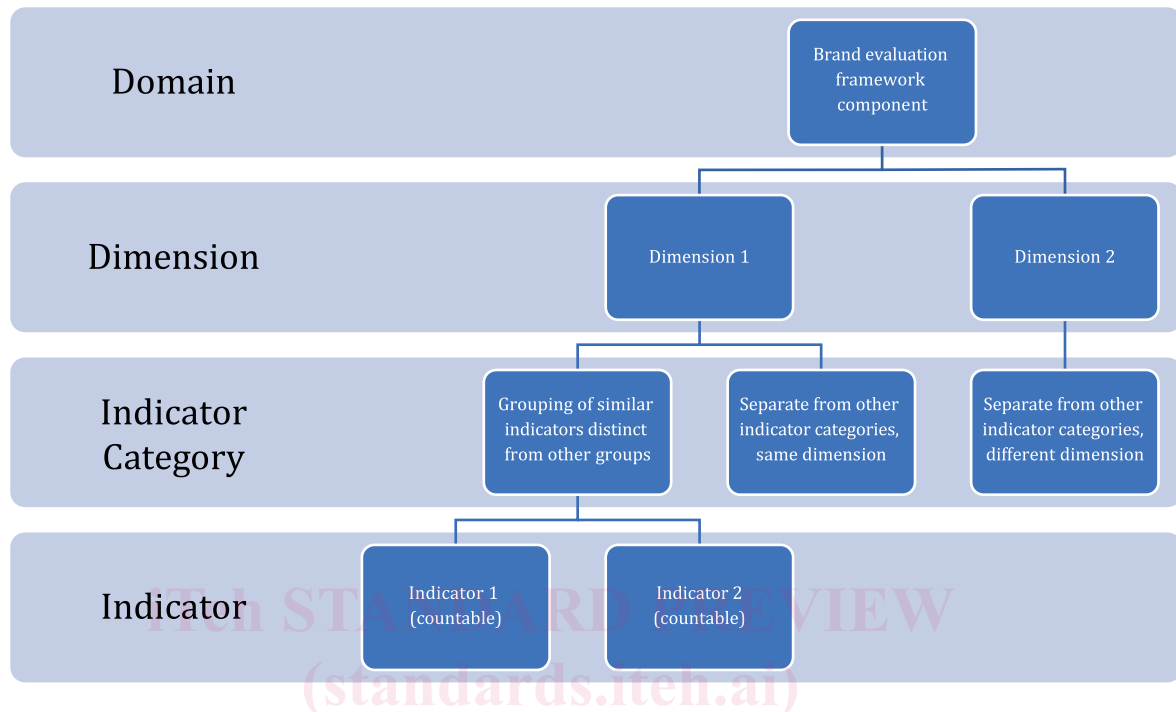 Domain
Brand evaluation
framework
component
Dimension
Dimension 1
Dimension 2
Indicator
Category
Grouping of similar
indicators distinct
from other groups
Separate from other
indicator categories,
same dimension
Separate from other
indicator categories,
different dimension
Indicator
Indicator 1
(countable)
Indicator 2
(countable)
iTeh STANDARD PREVIEW
(standards.iteh.ai)